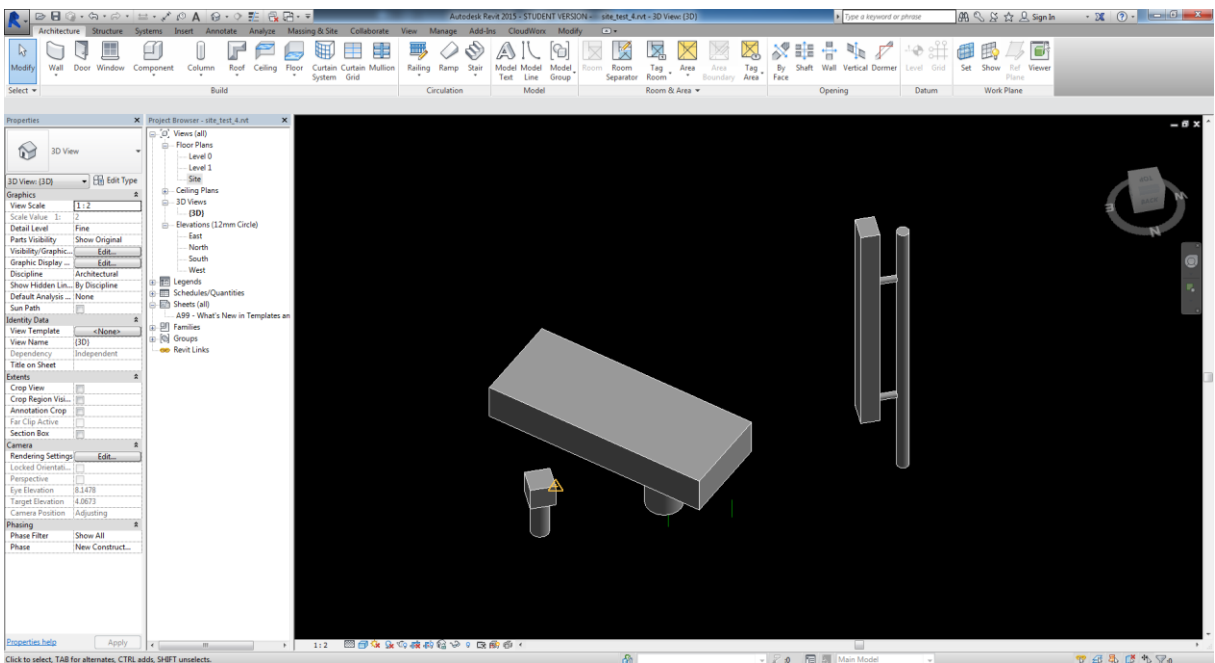 Autodesk Revit 2015 - STUDENT VERSION - site_test_4.rvt - 3D View: {3D}
Type a keyword or phrase
Sign In
Architecture Structure Systems Insert Annotate Analyze Massing & Site Collaborate View Manage Add-Ins CloudWorx Modify
Modify Wall Door Window Component Column Roof Ceiling Floor Curtain System Curtain Grid Mullion Railing Ramp Stair Model Text Model Line Model Group Room Room Separator Tag Room Area Area Boundary Tag Area By Face Shaft Wall Vertical Dormer Level Grid Set Show Ref Plane Viewer
Select Build Circulation Model Room & Area Opening Datum Work Plane
Properties
3D View
3D View: {3D} Edit Type
Graphics
View Scale 1 : 2
Scale Value 1: 2
Detail Level Fine
Parts Visibility Show Original
Visibility/Graphic... Edit...
Graphic Display ... Edit...
Discipline Architectural
Show Hidden Lin... By Discipline
Default Analysis ... None
Sun Path
Identity Data
View Template <None>
View Name {3D}
Dependency Independent
Title on Sheet
Extents
Crop View
Crop Region Visi...
Annotation Crop
Far Clip Active
Section Box
Camera
Rendering Settings Edit...
Locked Orientati...
Perspective
Eye Elevation 8.1478
Target Elevation 4.0673
Camera Position Adjusting
Phasing
Phase Filter Show All
Phase New Construct...
Properties help Apply
Project Browser - site_test_4.rvt
Views (all)
Floor Plans
Level 0
Level 1
Site
Ceiling Plans
3D Views
{3D}
Elevations (12mm Circle)
East
North
South
West
Legends
Schedules/Quantities
Sheets (all)
A99 - What's New in Templates an
Families
Groups
Revit Links
BACK
E
W
N
1 : 2
Click to select, TAB for alternates, CTRL adds, SHIFT unselects.
:0
Main Model
:0